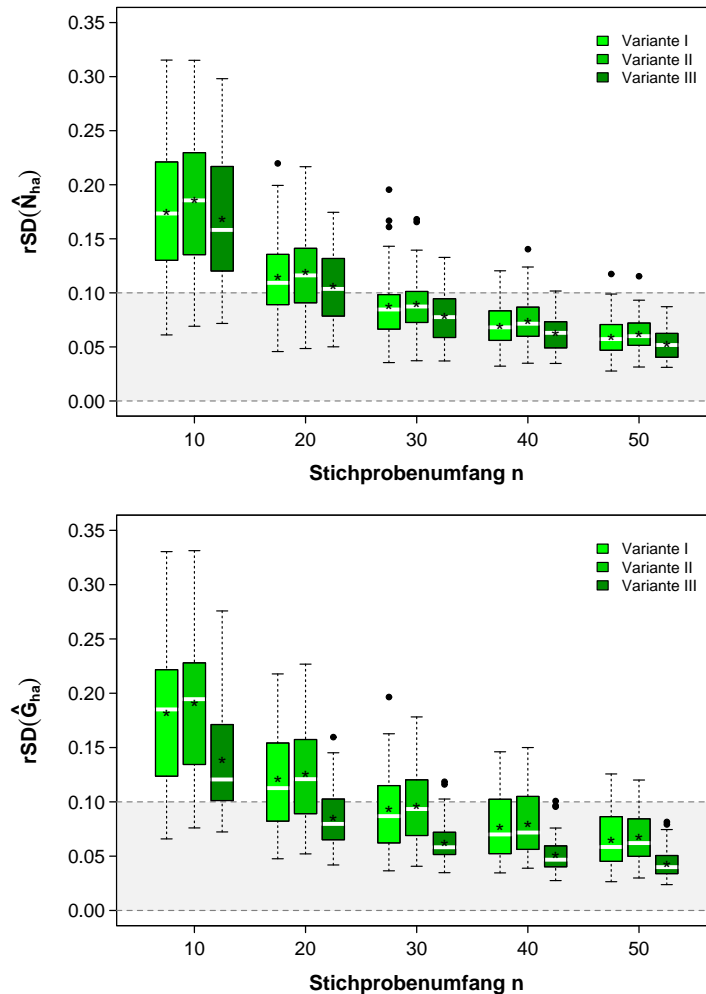 0.35
0.30
0.25
0.20
0.15
0.10
0.05
0.00
rSD(N̂ha)
Variante I
Variante II
Variante III
10 20 30 40 50
Stichprobenumfang n
0.35
0.30
0.25
0.20
0.15
0.10
0.05
0.00
rSD(Ĝha)
Variante I
Variante II
Variante III
10 20 30 40 50
Stichprobenumfang n